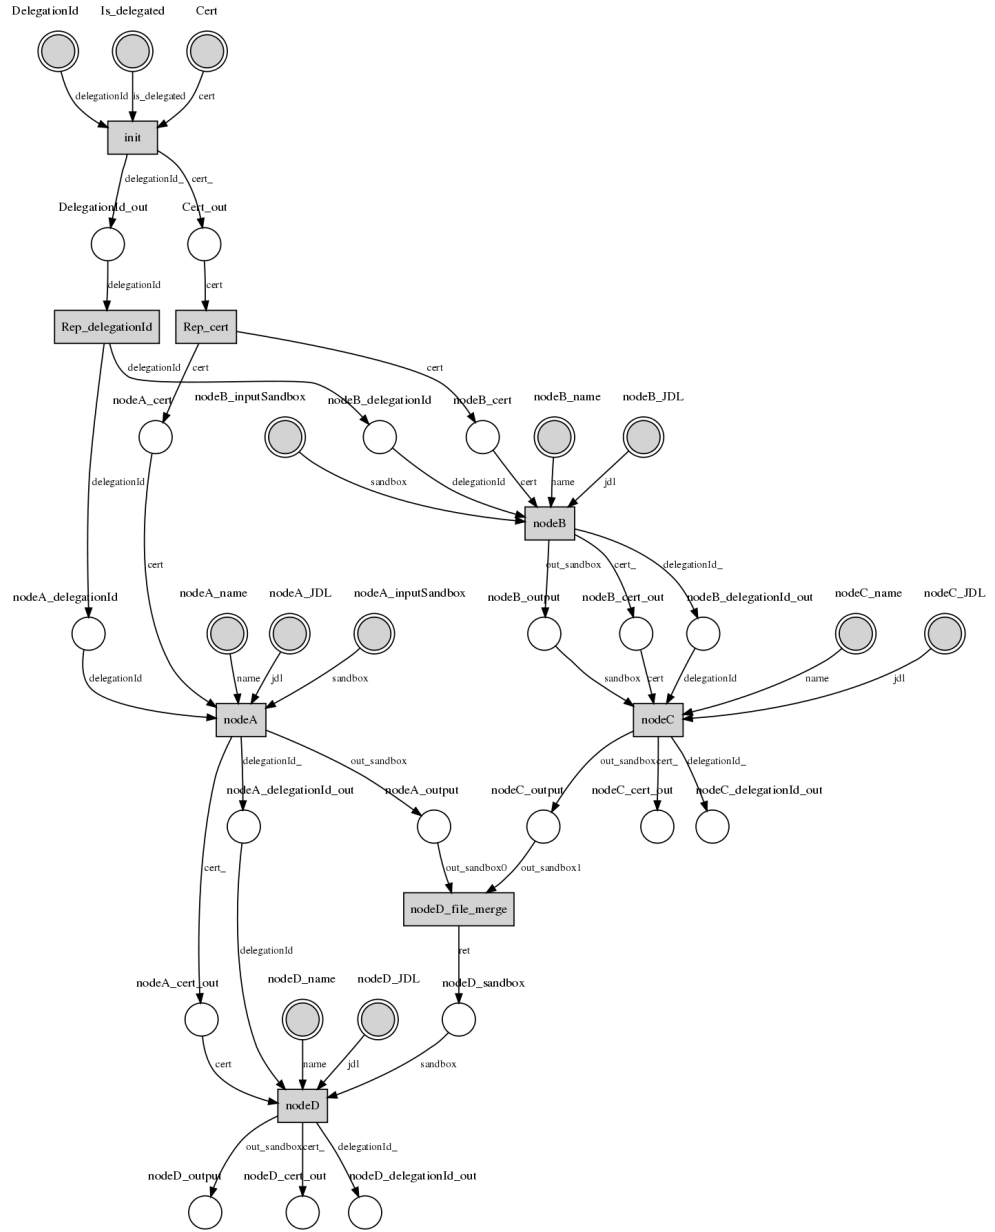 DelegationId Is_delegated Cert
delegationId is_delegated cert
init
delegationId_ cert_
DelegationId_out Cert_out
delegationId cert
Rep_delegationId Rep_cert
delegationId cert cert
nodeA_cert nodeB_inputSandbox nodeB_delegationId nodeB_cert nodeB_name nodeB_JDL
delegationId sandbox delegationId cert name jdl
nodeB
cert out_sandbox cert_ delegationId_
nodeA_delegationId nodeA_name nodeA_JDL nodeA_inputSandbox nodeB_output nodeB_cert_out nodeB_delegationId_out nodeC_name nodeC_JDL
delegationId name jdl sandbox sandbox cert delegationId name jdl
nodeA nodeC
delegationId_ out_sandbox out_sandbox cert_ delegationId_
nodeA_delegationId_out nodeA_output nodeC_output nodeC_cert_out nodeC_delegationId_out
cert_ out_sandbox0 out_sandbox1
nodeD_file_merge
delegationId ret
nodeA_cert_out nodeD_name nodeD_JDL nodeD_sandbox
cert name jdl sandbox
nodeD
out_sandbox cert_ delegationId_
nodeD_output nodeD_cert_out nodeD_delegationId_out